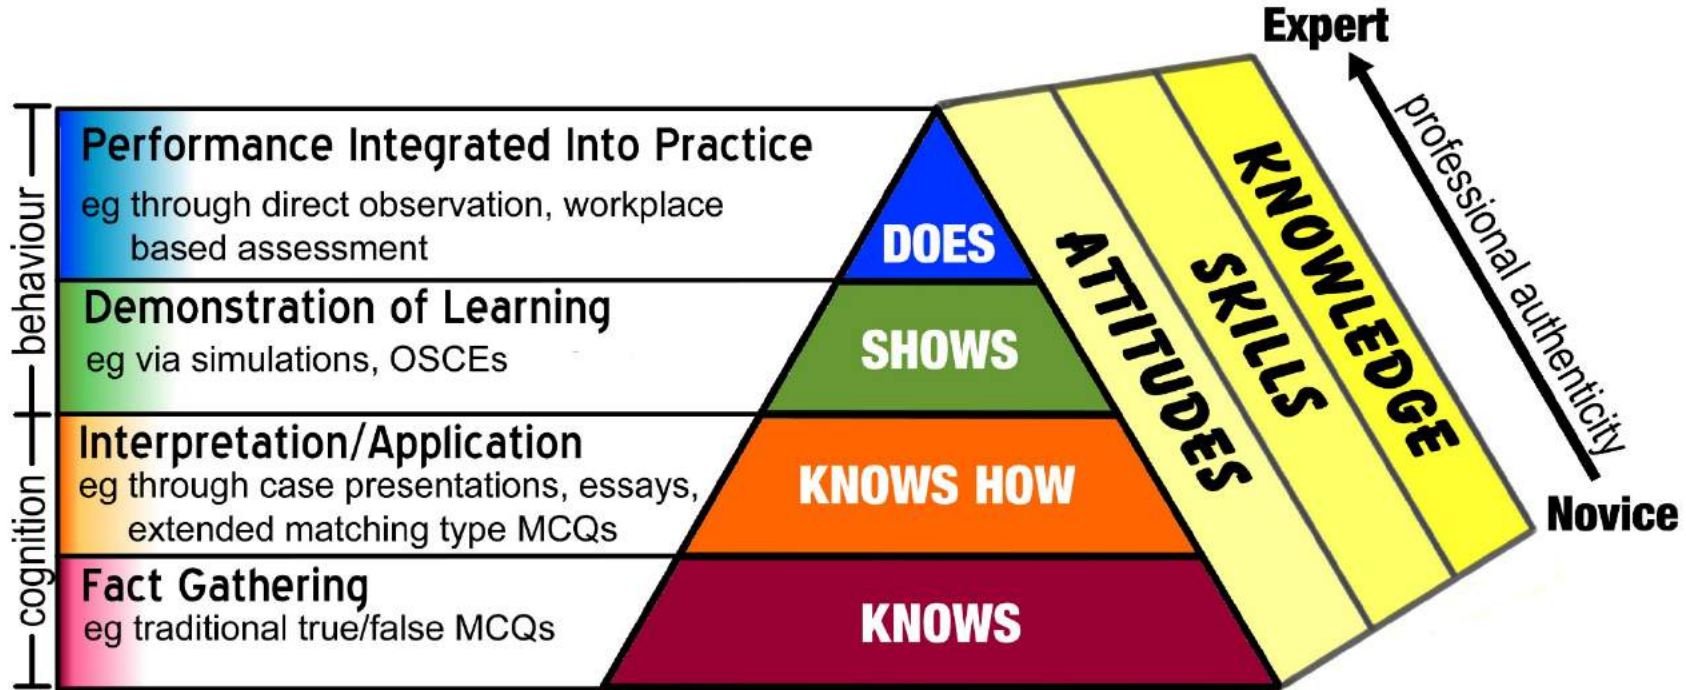 Expert
professional authenticity
Novice
behaviour
cognition
Performance Integrated Into Practice
eg through direct observation, workplace
based assessment
Demonstration of Learning
eg via simulations, OSCEs
Interpretation/Application
eg through case presentations, essays,
extended matching type MCQs
Fact Gathering
eg traditional true/false MCQs
DOES
SHOWS
KNOWS HOW
KNOWS
ATTITUDES
SKILLS
KNOWLEDGE